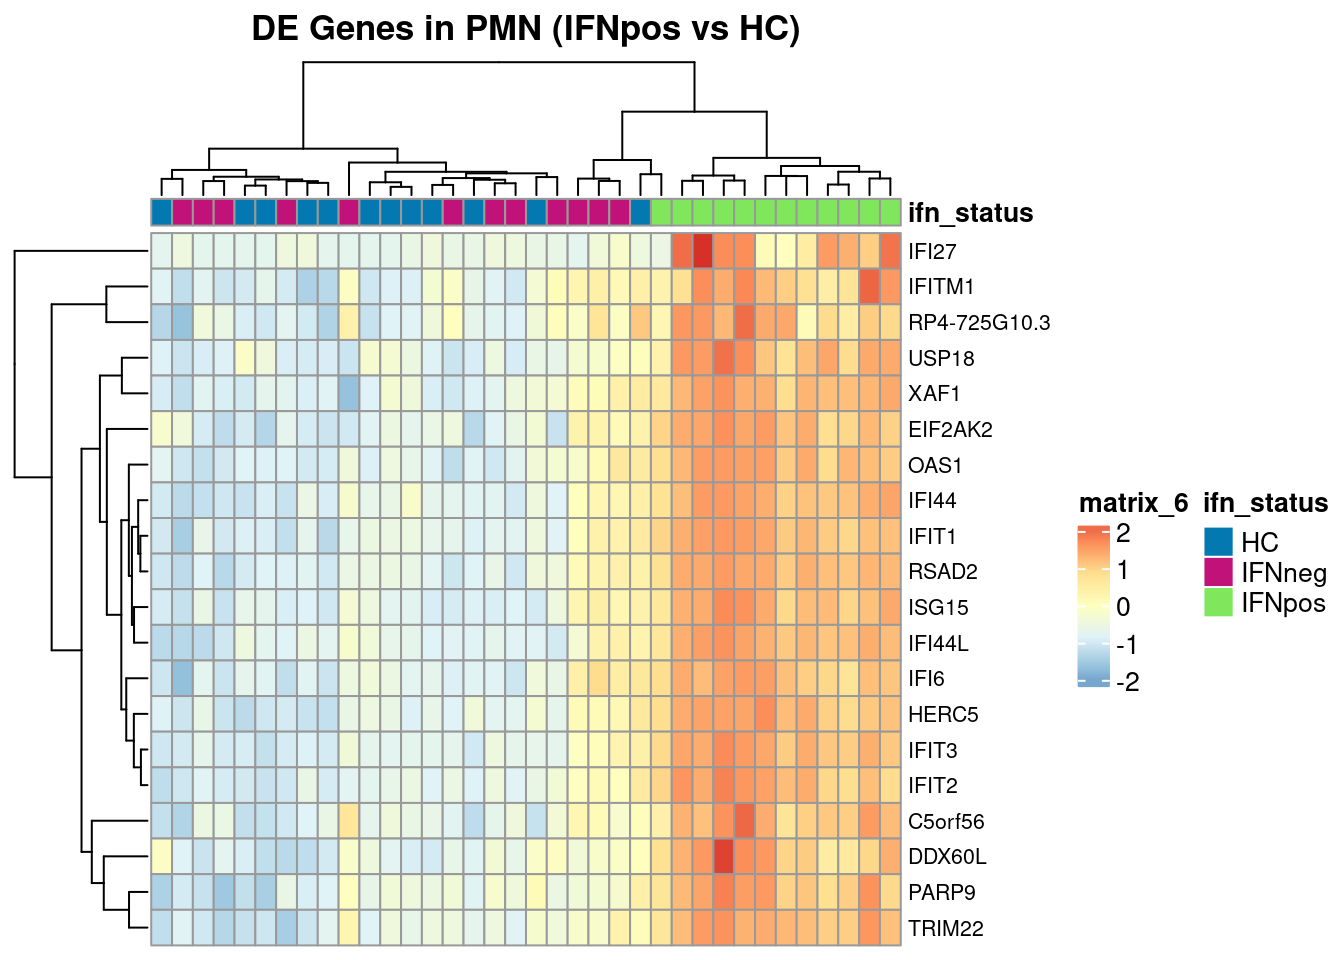 DE Genes in PMN (IFNpos vs HC)
ifn_status
IFI27
IFITM1
RP4-725G10.3
USP18
XAF1
EIF2AK2
OAS1
IFI44
IFIT1
RSAD2
ISG15
IFI44L
IFI6
HERC5
IFIT3
IFIT2
C5orf56
DDX60L
PARP9
TRIM22
matrix_6
2
1
0
-1
-2
ifn_status
HC
IFNneg
IFNpos